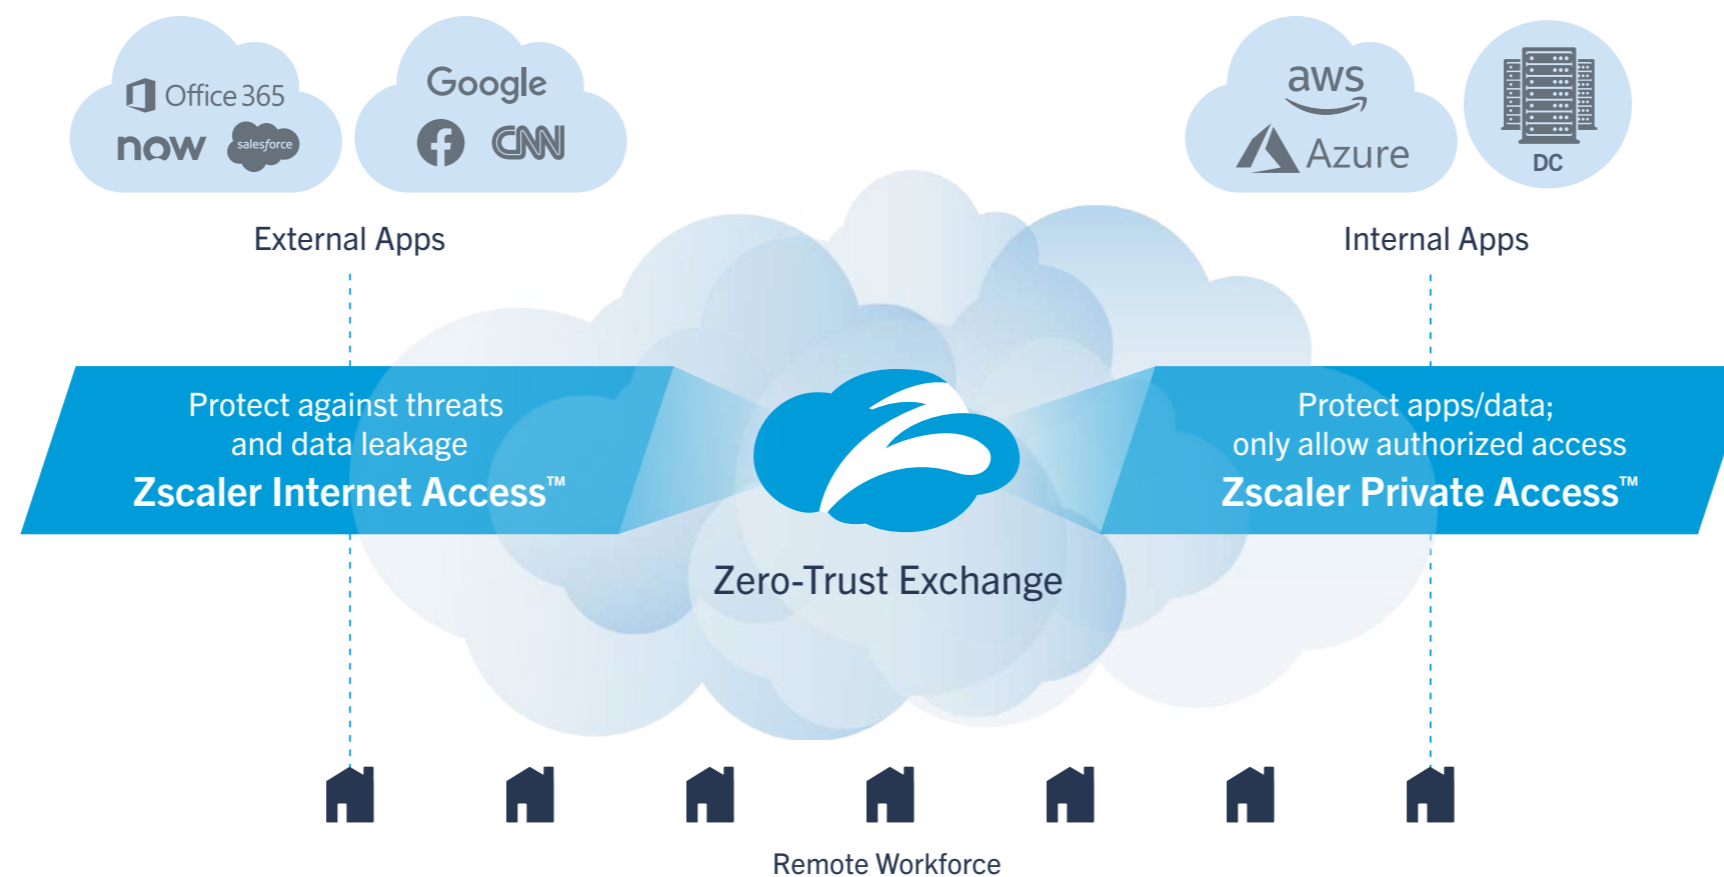 Office 365
now
salesforce
Google
CNN
External Apps
aws
Azure
DC
Internal Apps
Protect against threats
and data leakage
Zscaler Internet Access™
Protect apps/data;
only allow authorized access
Zscaler Private Access™
Zero-Trust Exchange
Remote Workforce